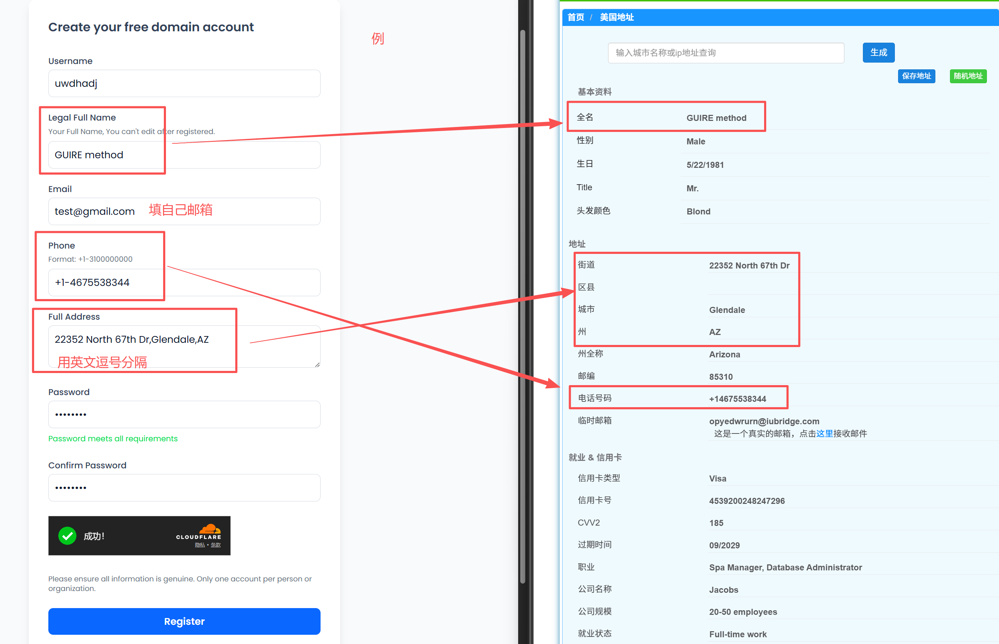 Create your free domain account
例
Username
uwdhadj
Legal Full Name
Your Full Name, You can't edit after registered.
GUIRE method
Email
test@gmail.com 填自己邮箱
Phone
Format: +1-3100000000
+1-4675538344
Full Address
22352 North 67th Dr,Glendale,AZ
用英文逗号分隔
Password
••••••••
Password meets all requirements
Confirm Password
••••••••
成功!
CLOUDFLARE
隐私 • 条款
Please ensure all information is genuine. Only one account per person or
organization.
Register
首页 / 美国地址
输入城市名称或ip地址查询 生成
保存地址 随机地址
基本资料
全名 GUIRE method
性别 Male
生日 5/22/1981
Title Mr.
头发颜色 Blond
地址
街道 22352 North 67th Dr
区县
城市 Glendale
州 AZ
州全称 Arizona
邮编 85310
电话号码 +14675538344
临时邮箱 opyedwrurn@iubridge.com
这是一个真实的邮箱，点击这里接收邮件
就业 & 信用卡
信用卡类型 Visa
信用卡号 4539200248247296
CVV2 185
过期时间 09/2029
职业 Spa Manager, Database Administrator
公司名称 Jacobs
公司规模 20-50 employees
就业状态 Full-time work